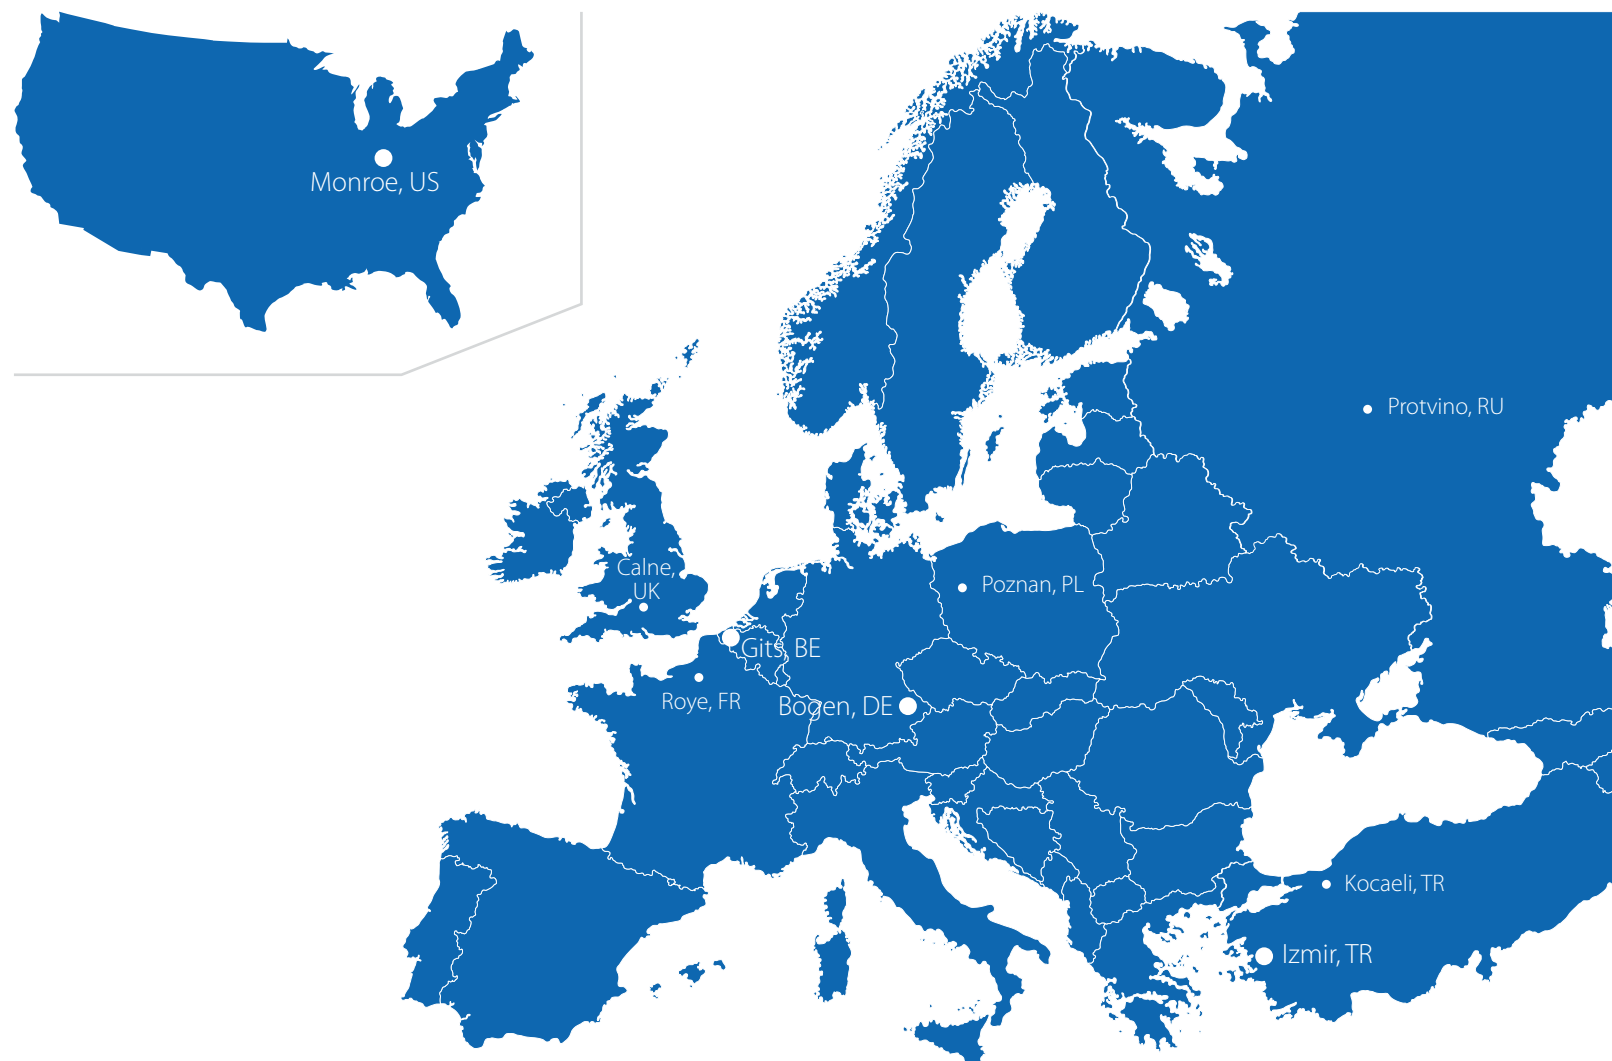 Monroe, US
Protvino, RU
Calne,
UK
Poznan, PL
Gits, BE
Roye, FR
Bogen, DE
Kocaeli, TR
Izmir, TR